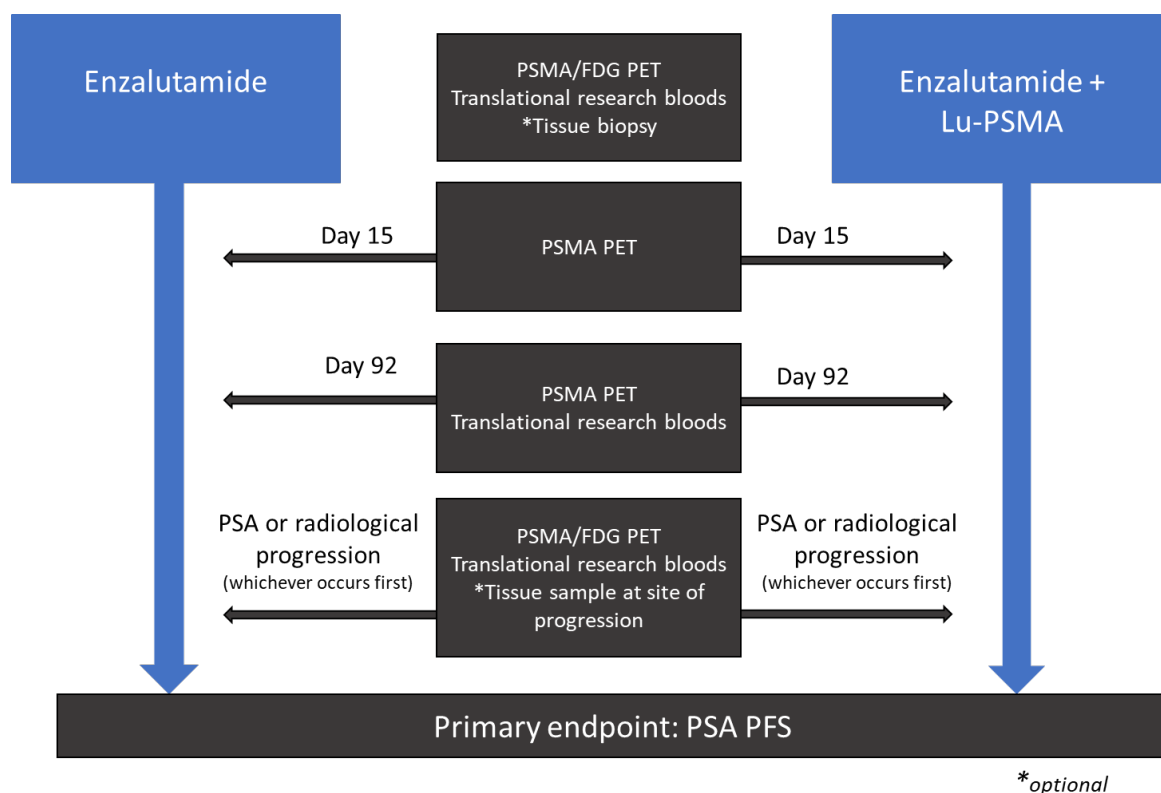 Enzalutamide
PSMA/FDG PET
Translational research bloods
*Tissue biopsy
Enzalutamide +
Lu-PSMA
Day 15
PSMA PET
Day 15
Day 92
PSMA PET
Translational research bloods
Day 92
PSA or radiological
progression
(whichever occurs first)
PSMA/FDG PET
Translational research bloods
*Tissue sample at site of
progression
PSA or radiological
progression
(whichever occurs first)
Primary endpoint: PSA PFS
*optional